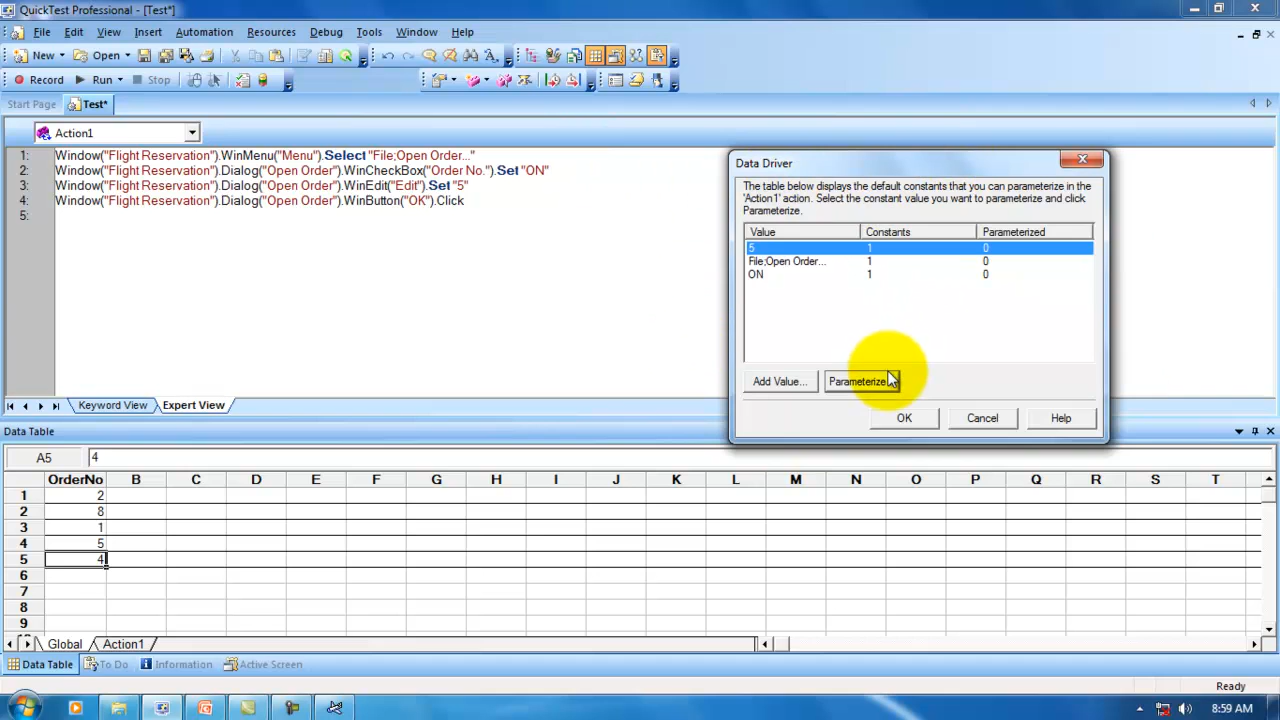 QuickTest Professional - [Test*]
File Edit View Insert Automation Resources Debug Tools Window Help
New Open
Record Run Stop
Start Page Test*
Action1
1: Window("Flight Reservation").WinMenu("Menu").Select "File;Open Order..."
2: Window("Flight Reservation").Dialog("Open Order").WinCheckBox("Order No.").Set "ON"
3: Window("Flight Reservation").Dialog("Open Order").WinEdit("Edit").Set "5"
4: Window("Flight Reservation").Dialog("Open Order").WinButton("OK").Click
5:
Data Driver
The table below displays the default constants that you can parameterize in the
'Action1' action. Select the constant value you want to parameterize and click
Parameterize.
Value Constants Parameterized
5 1 0
File;Open Order... 1 0
ON 1 0
Add Value... Parameterize
OK Cancel Help
Keyword View Expert View
Data Table
A5 4
OrderNo B C D E F G H I J K L M N O P Q R S T
1 2
2 8
3 1
4 5
5 4
6
7
8
9
Global Action1
Data Table To Do Information Active Screen
Ready
8:59 AM